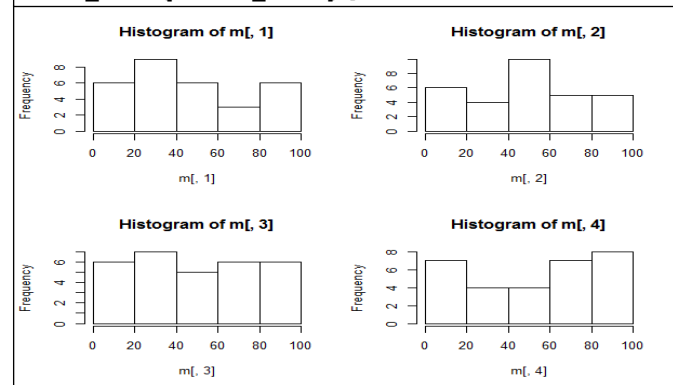 Histogram of m[, 1]
Histogram of m[, 2]
Frequency
0 2 4 6 8
0 20 40 60 80 100
m[, 1]
Frequency
0 2 4 6 8
0 20 40 60 80 100
m[, 2]
Histogram of m[, 3]
Histogram of m[, 4]
Frequency
0 2 4 6
0 20 40 60 80 100
m[, 3]
Frequency
0 2 4 6 8
0 20 40 60 80 100
m[, 4]